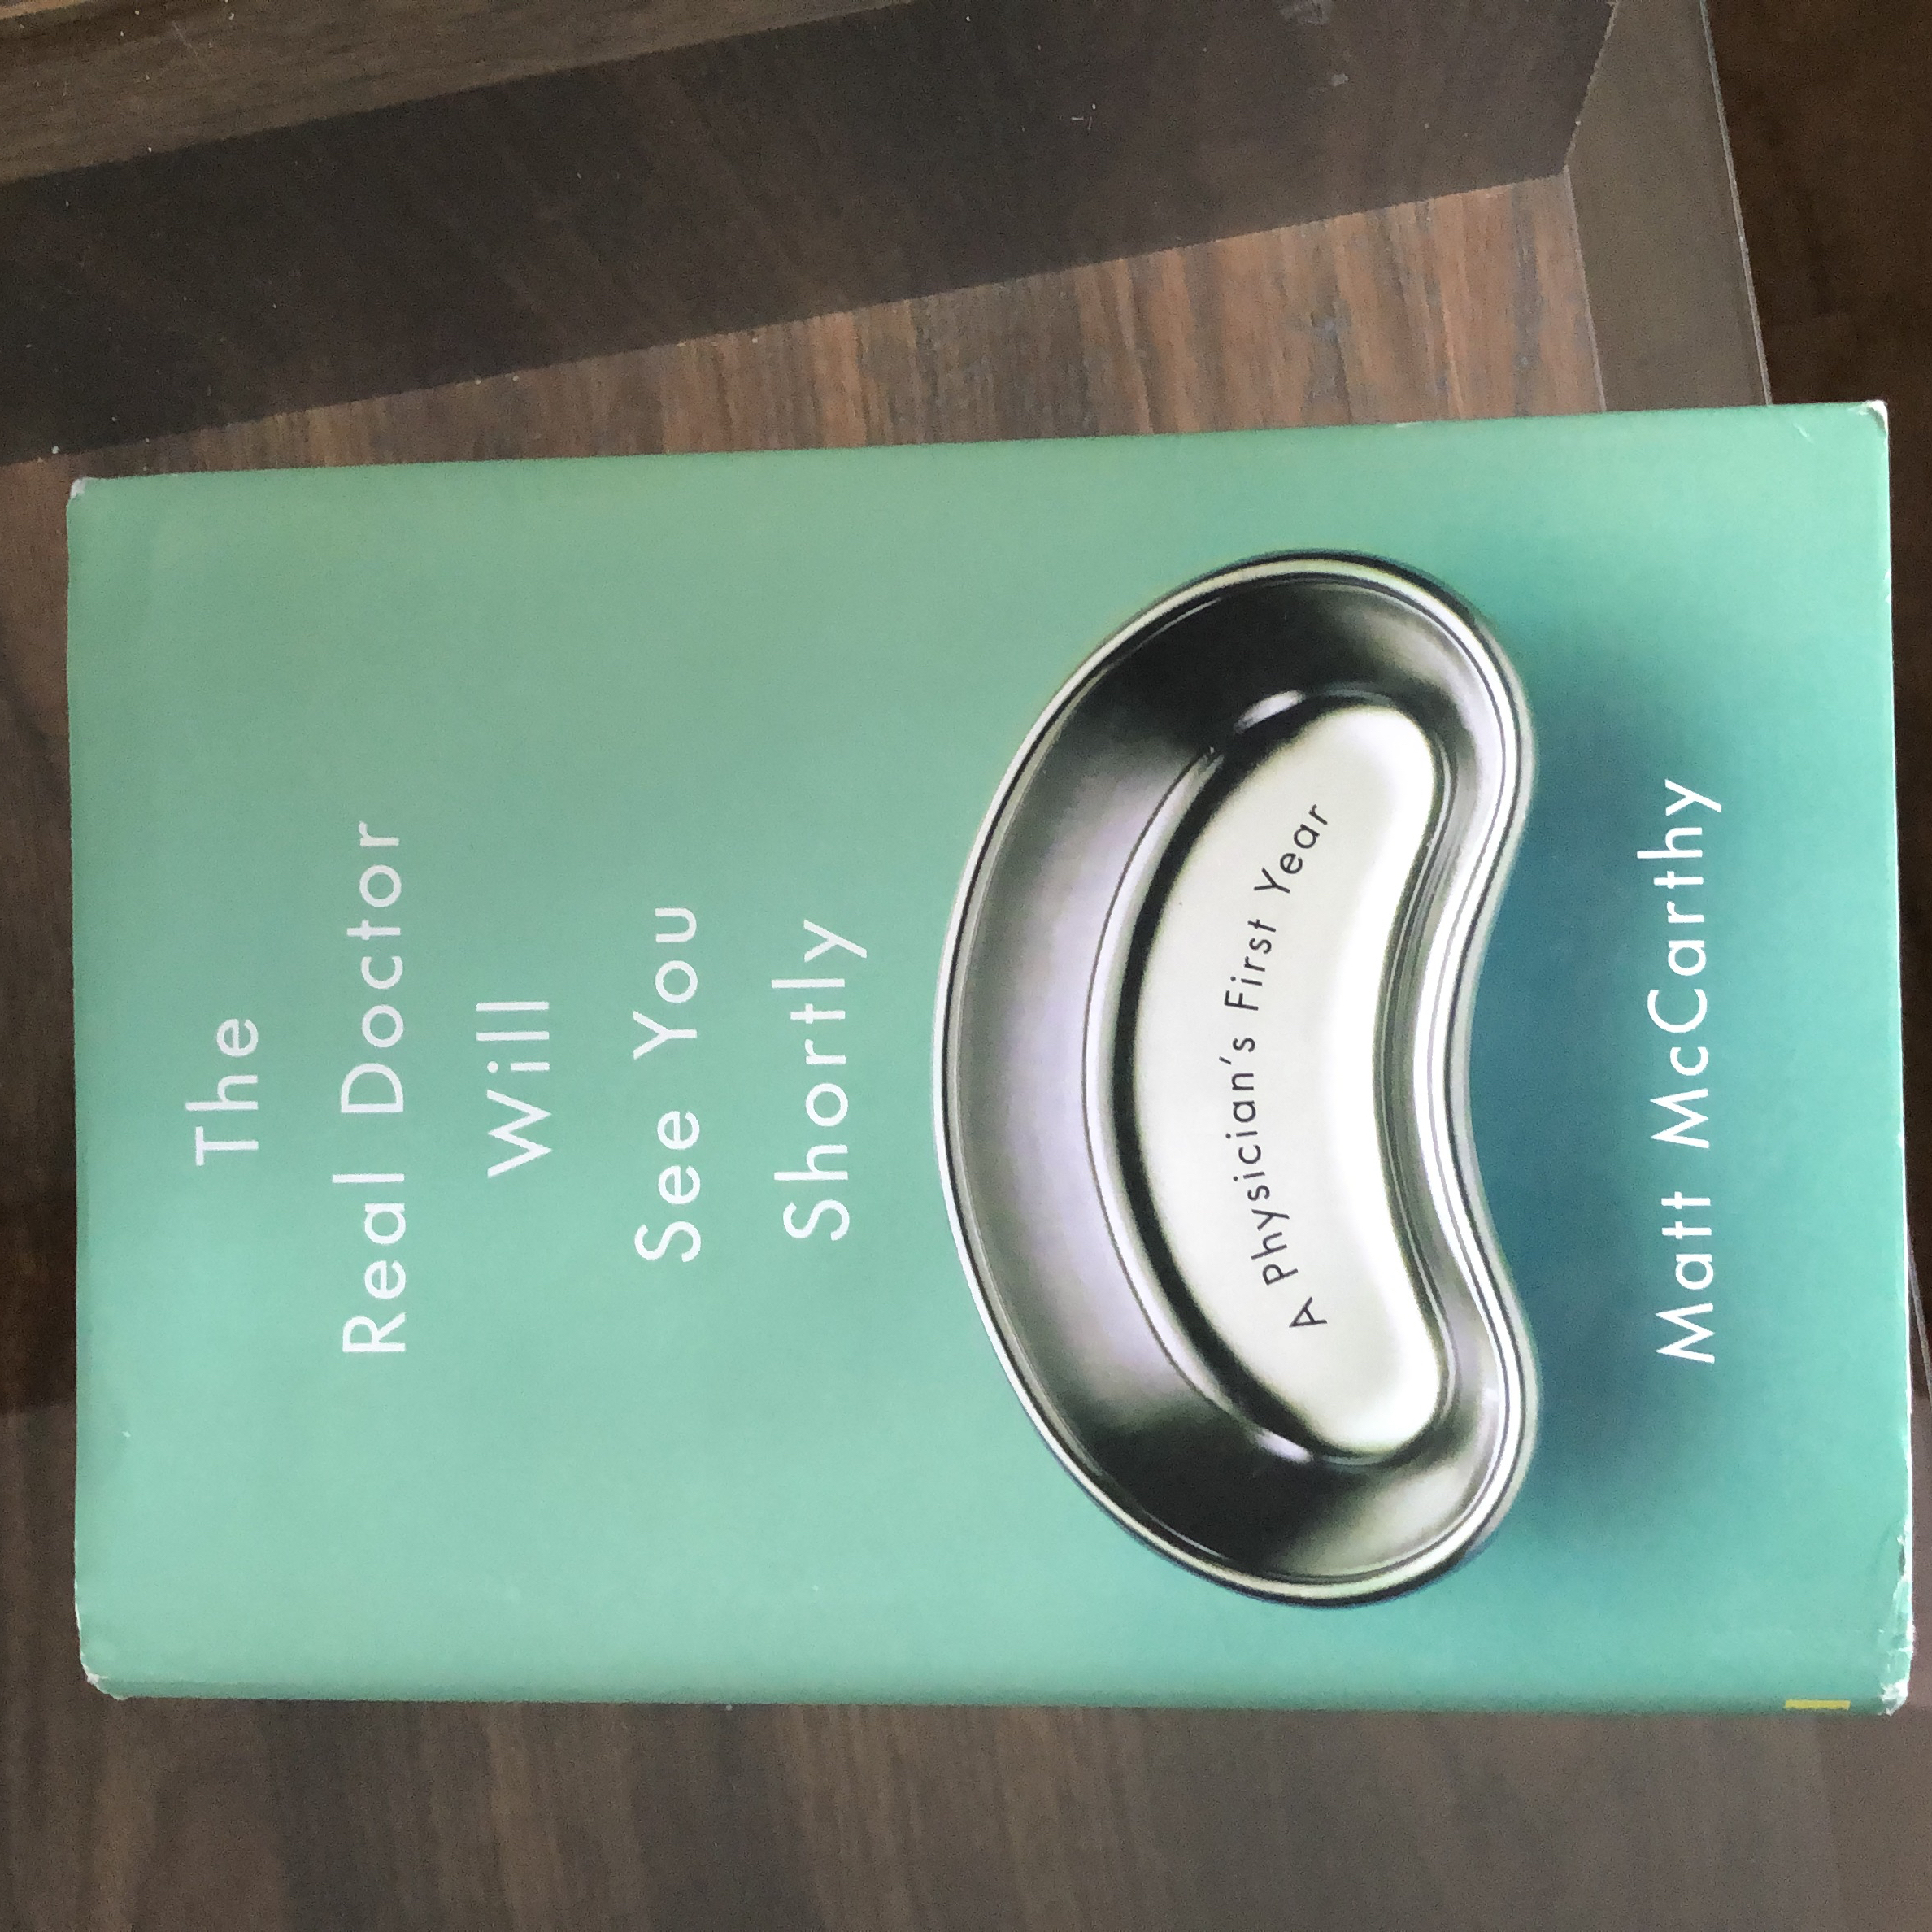 The
Real Doctor
Will
See You
Shortly
A Physician's First Year
Matt McCarthy